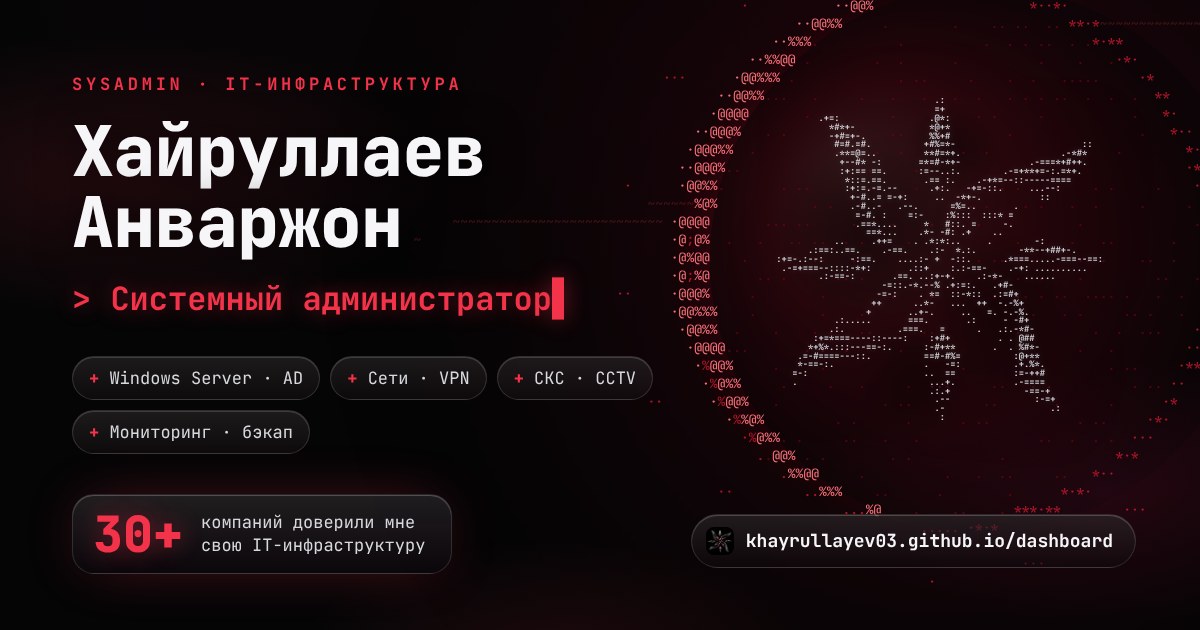 SYSADMIN · IT-ИНФРАСТРУКТУРА
Хайруллаев
Анваржон
> Системный администратор
+ Windows Server · AD
+ Сети · VPN
+ СКС · CCTV
+ Мониторинг · бэкап
30+
компаний доверили мне
свою IT-инфраструктуру
khayrullayev03.github.io/dashboard